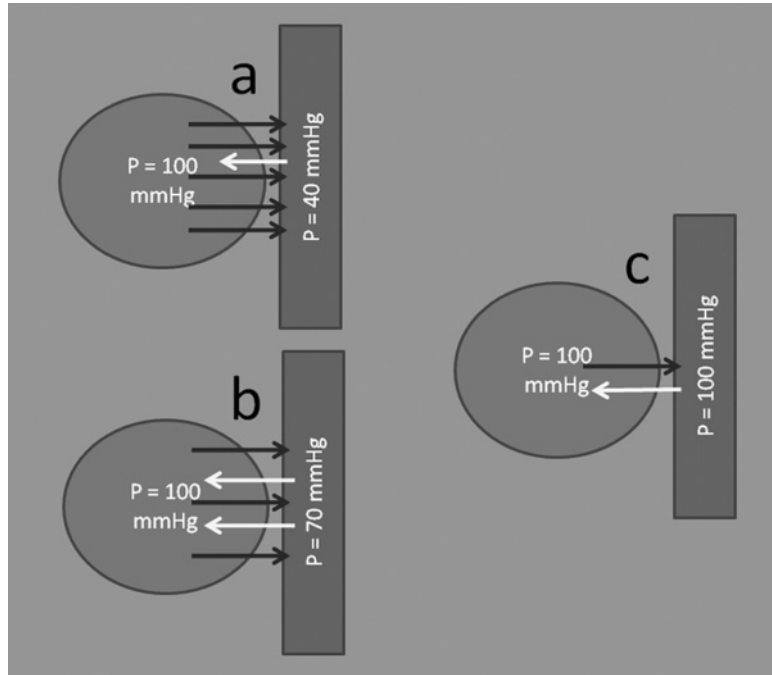 a
P = 100
mmHg
P = 40 mmHg
b
P = 100
mmHg
P = 70 mmHg
c
P = 100
mmHg
P = 100 mmHg